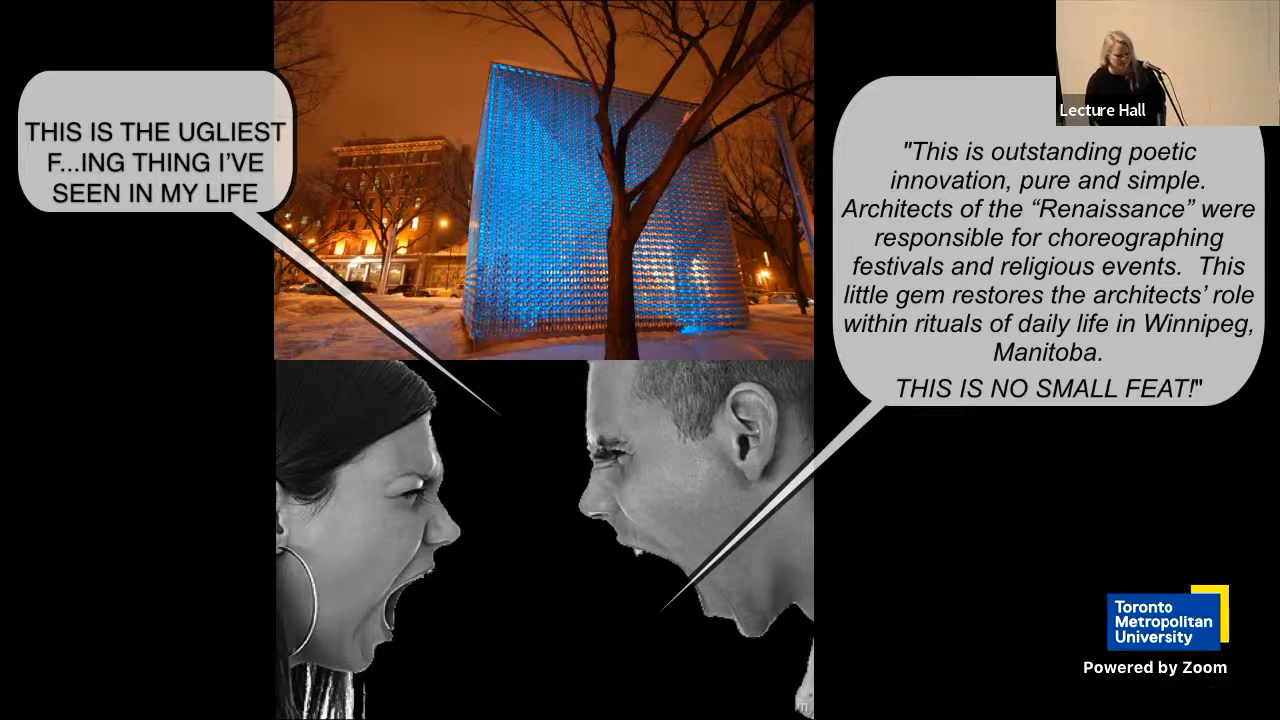 THIS IS THE UGLIEST
F...ING THING I'VE
SEEN IN MY LIFE
Lecture Hall
"This is outstanding poetic
innovation, pure and simple.
Architects of the “Renaissance” were
responsible for choreographing
festivals and religious events.  This
little gem restores the architects’ role
within rituals of daily life in Winnipeg,
Manitoba.
THIS IS NO SMALL FEAT!"
Toronto
Metropolitan
University
Powered by Zoom